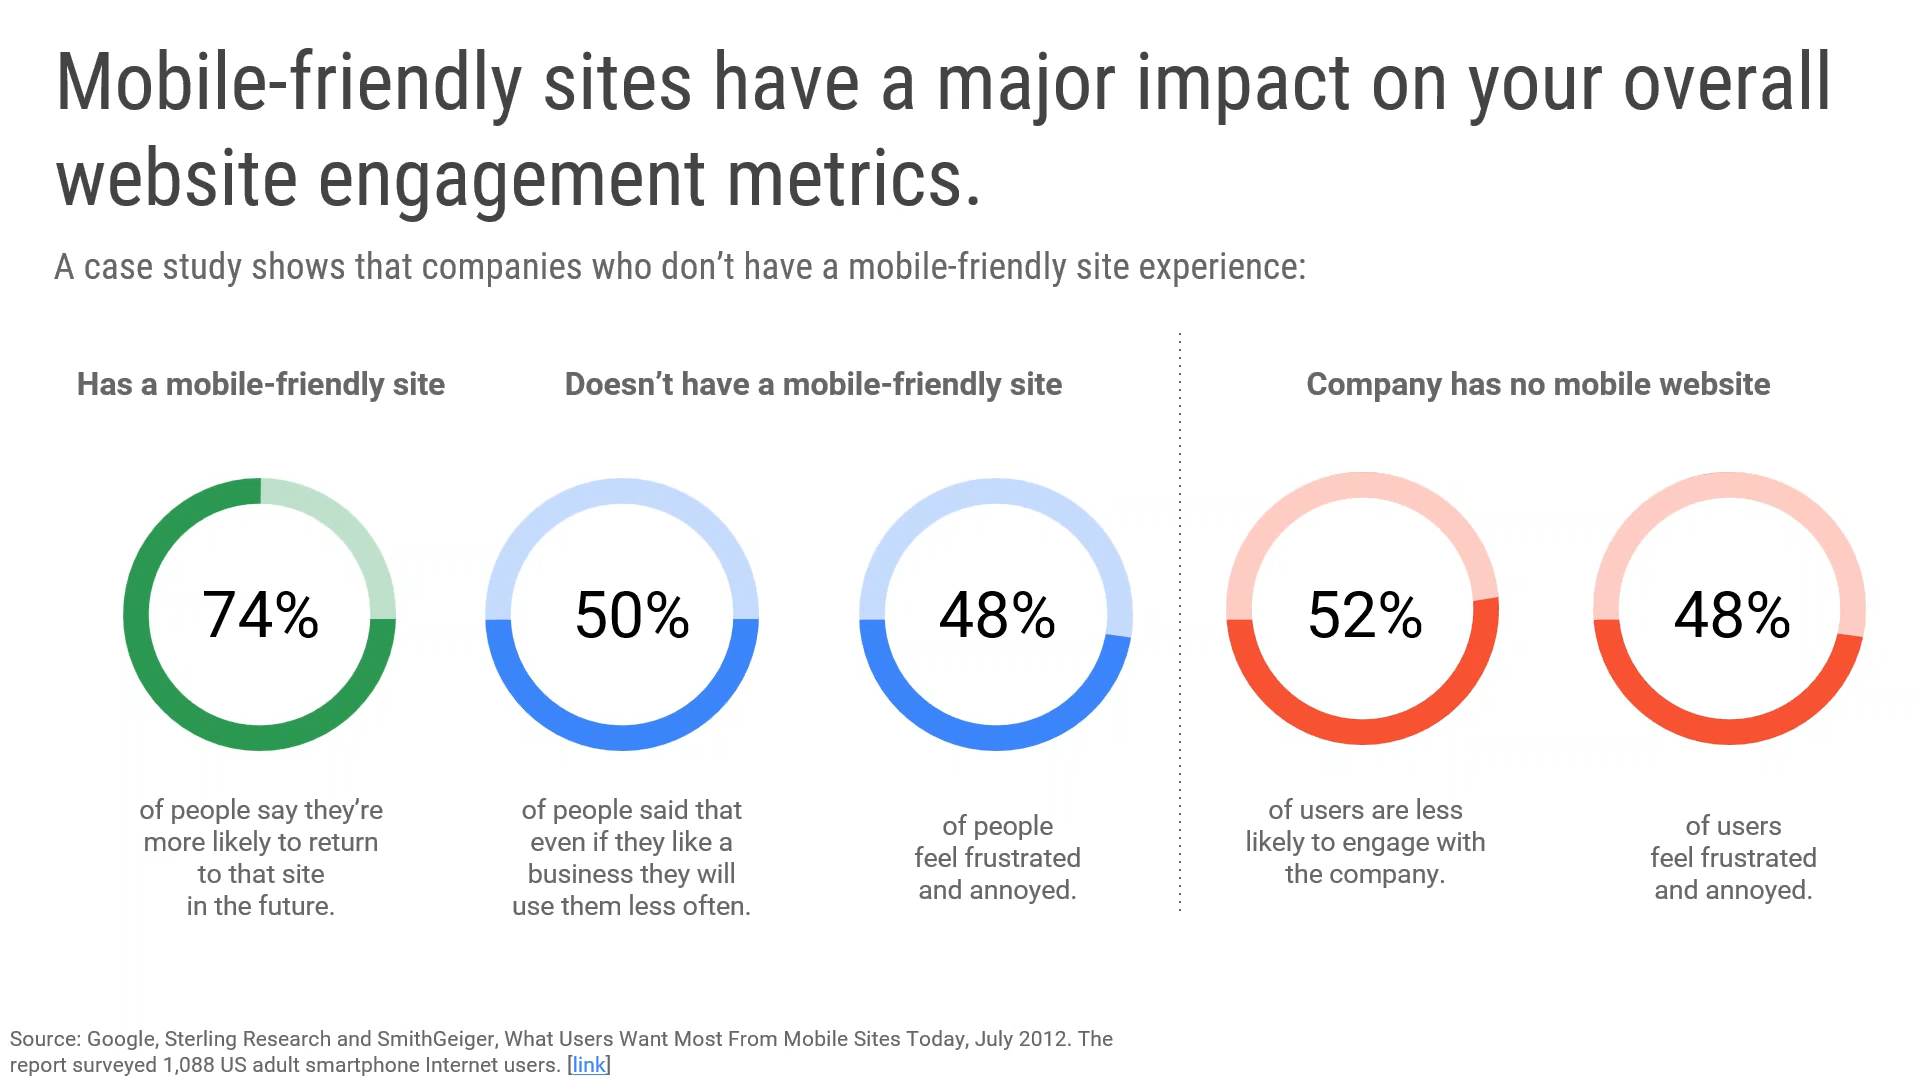 Mobile-friendly sites have a major impact on your overall
website engagement metrics.
A case study shows that companies who don’t have a mobile-friendly site experience:
Has a mobile-friendly site
Doesn’t have a mobile-friendly site
Company has no mobile website
74%
of people say they’re
more likely to return
to that site
in the future.
50%
of people said that
even if they like a
business they will
use them less often.
48%
of people
feel frustrated
and annoyed.
52%
of users are less
likely to engage with
the company.
48%
of users
feel frustrated
and annoyed.
Source: Google, Sterling Research and SmithGeiger, What Users Want Most From Mobile Sites Today, July 2012. The
report surveyed 1,088 US adult smartphone Internet users. [link]